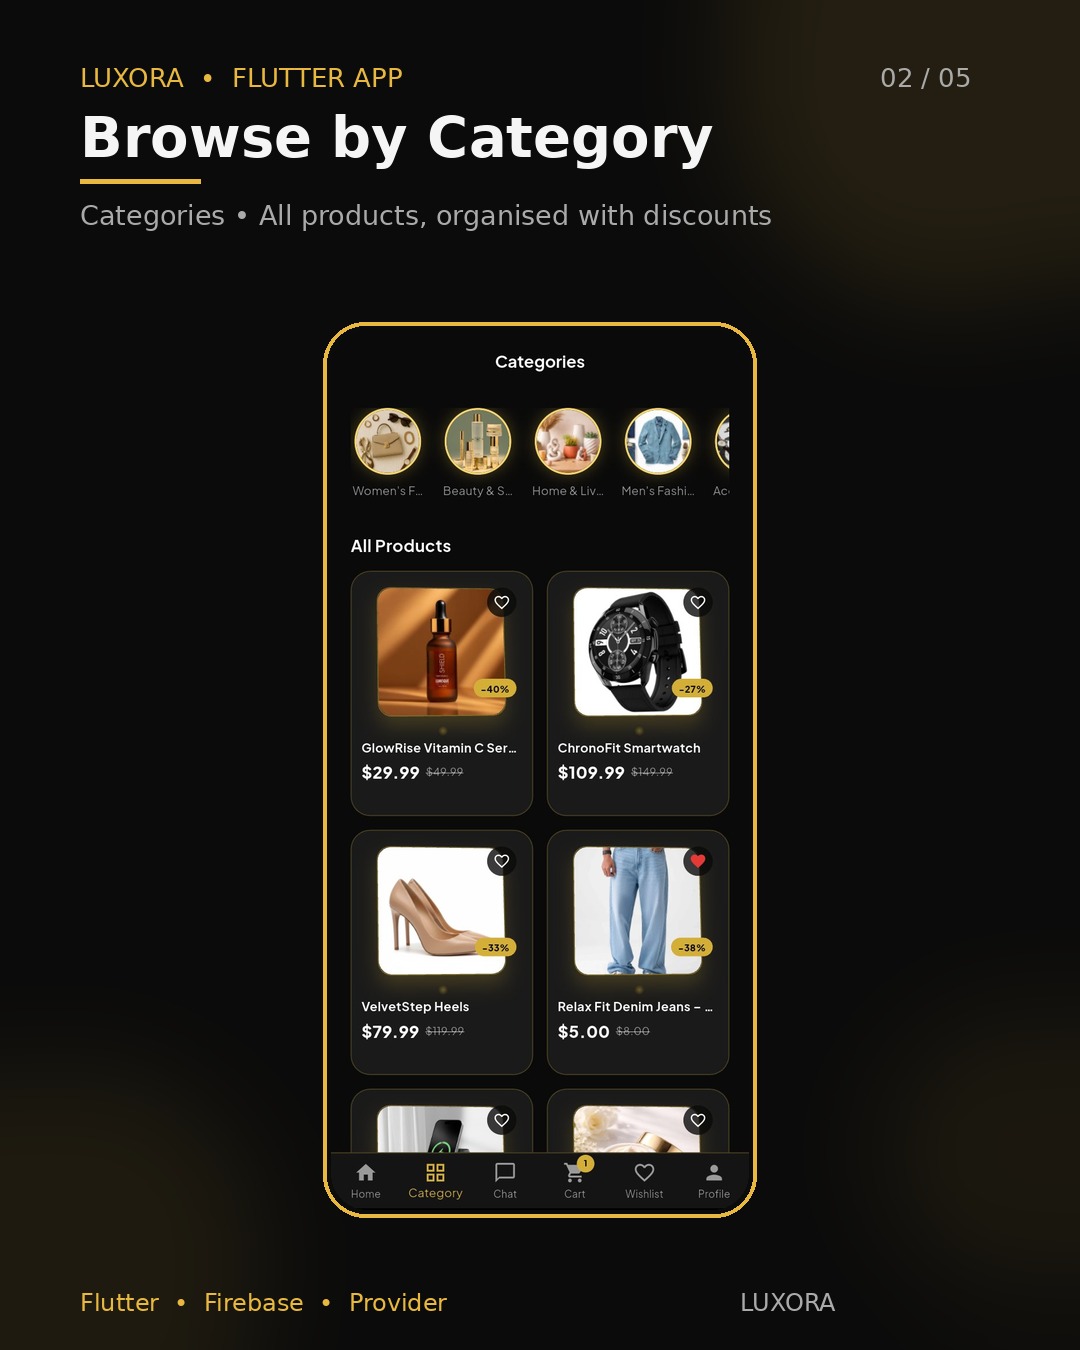 LUXORA • FLUTTER APP
02 / 05
Browse by Category
Categories • All products, organised with discounts
Categories
Women's F...
Beauty & S...
Home & Liv...
Men's Fashi...
All Products
SHIELD
-40%
-27%
GlowRise Vitamin C Ser...
ChronoFit Smartwatch
$29.99 $49.99
$109.99 $149.99
-33%
-38%
VelvetStep Heels
Relax Fit Denim Jeans – ...
$79.99 $119.99
$5.00 $8.00
1
Home
Category
Chat
Cart
Wishlist
Profile
Flutter • Firebase • Provider
LUXORA